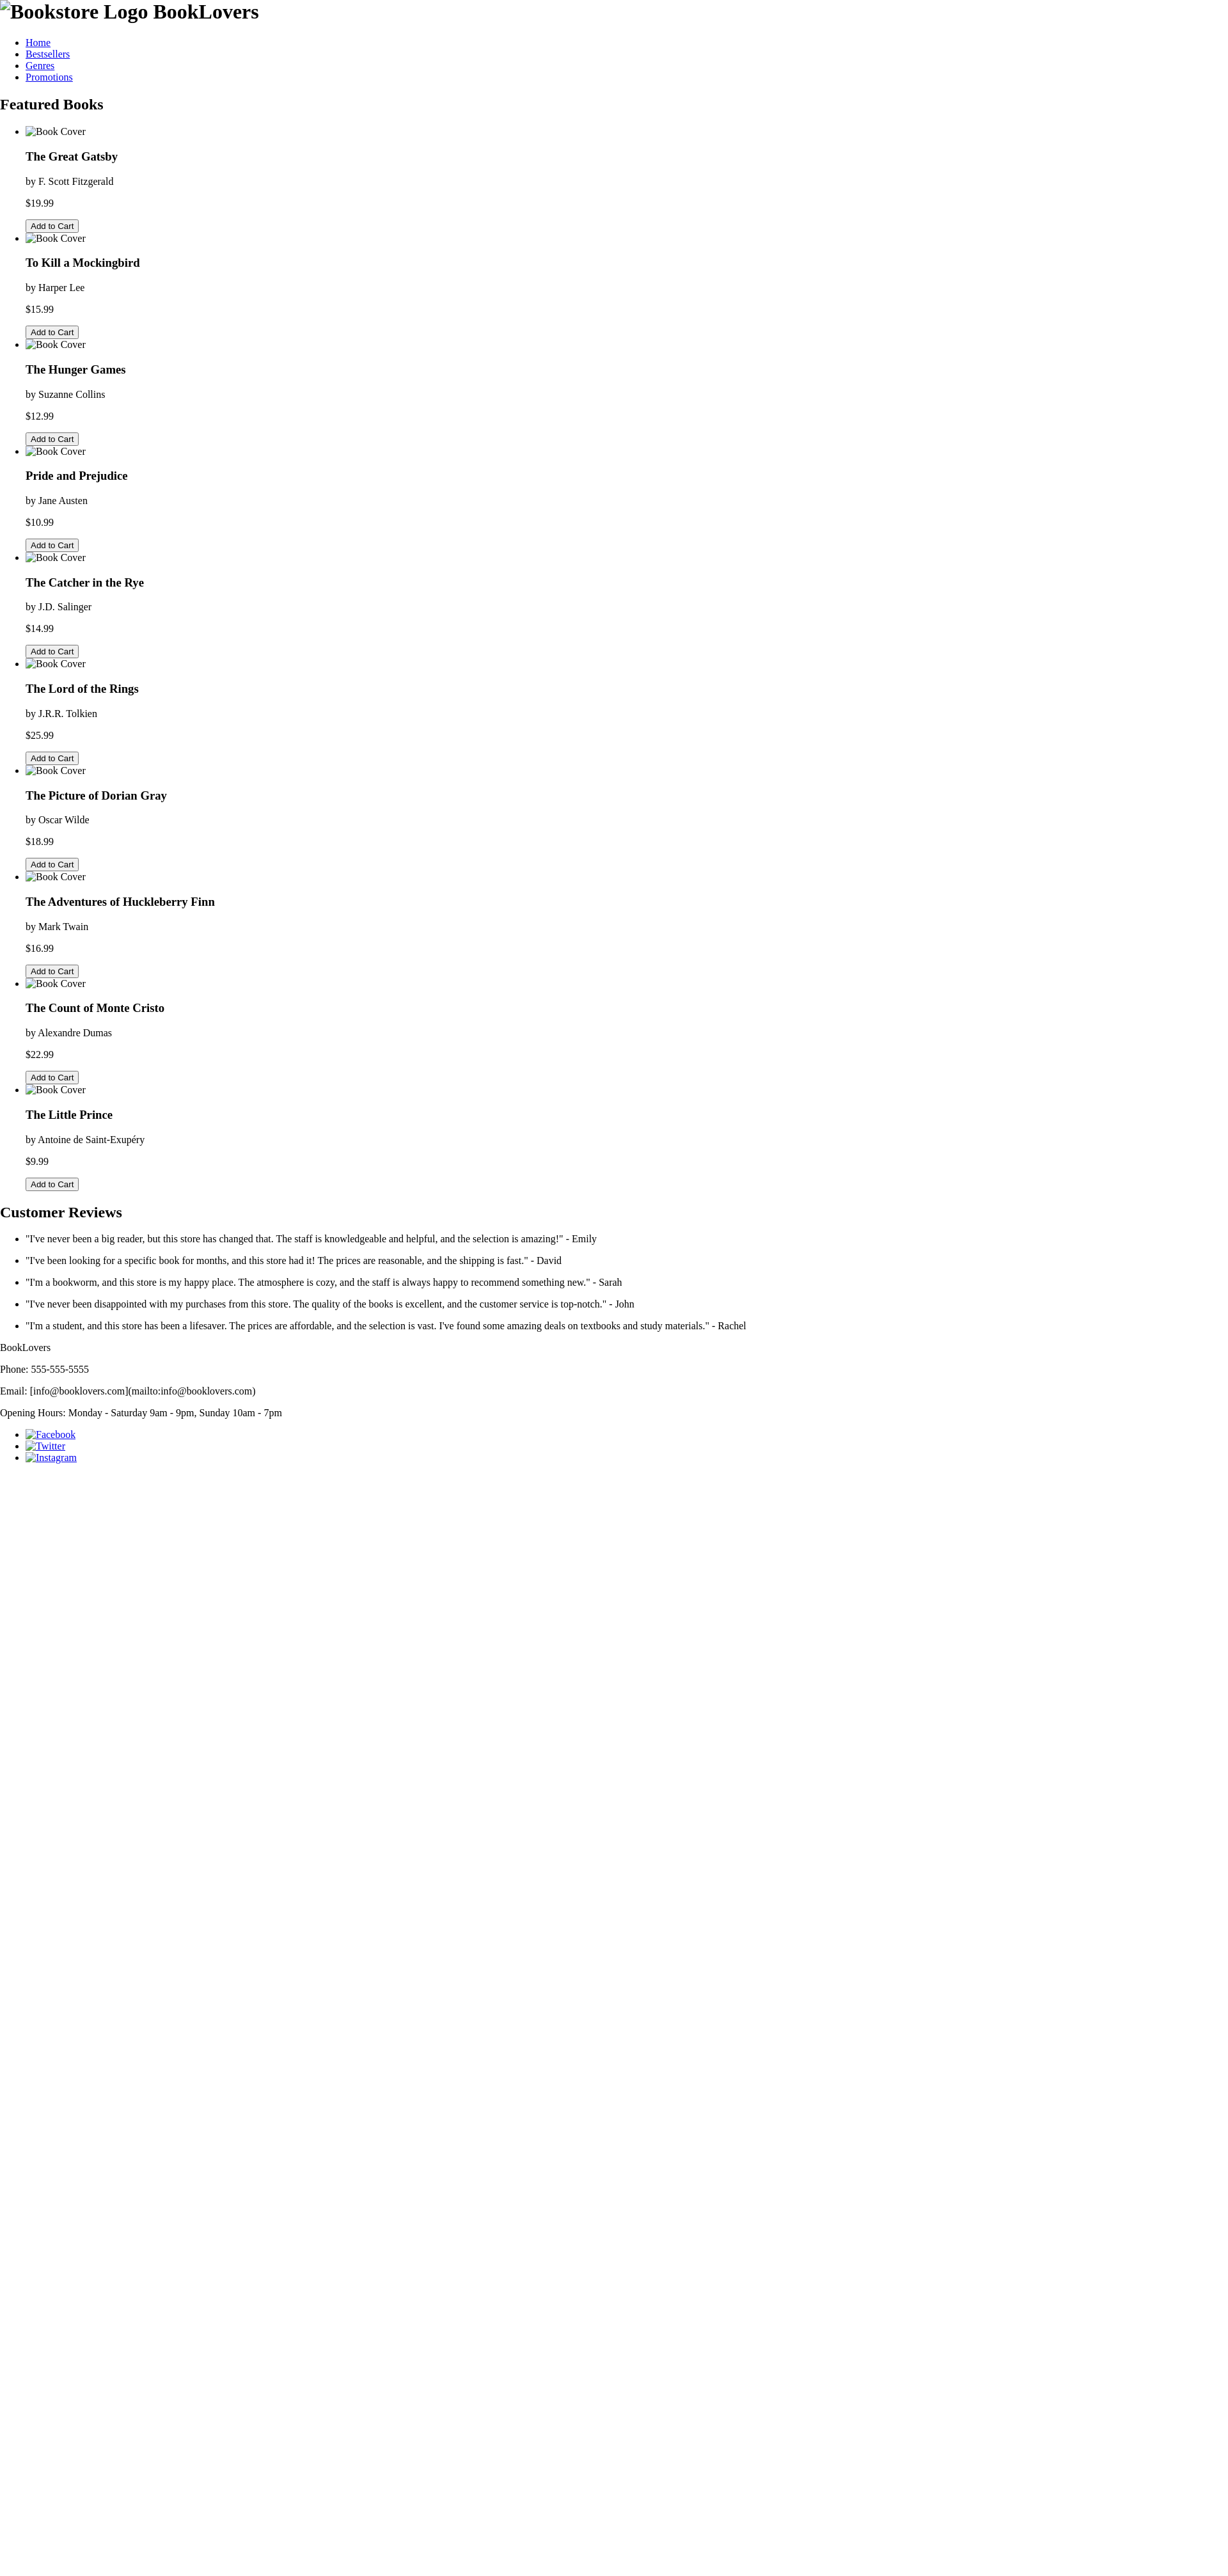 Bookstore Logo BookLovers
Home
Bestsellers
Genres
Promotions
Featured Books
Book Cover
The Great Gatsby
by F. Scott Fitzgerald
$19.99
Add to Cart
Book Cover
To Kill a Mockingbird
by Harper Lee
$15.99
Add to Cart
Book Cover
The Hunger Games
by Suzanne Collins
$12.99
Add to Cart
Book Cover
Pride and Prejudice
by Jane Austen
$10.99
Add to Cart
Book Cover
The Catcher in the Rye
by J.D. Salinger
$14.99
Add to Cart
Book Cover
The Lord of the Rings
by J.R.R. Tolkien
$25.99
Add to Cart
Book Cover
The Picture of Dorian Gray
by Oscar Wilde
$18.99
Add to Cart
Book Cover
The Adventures of Huckleberry Finn
by Mark Twain
$16.99
Add to Cart
Book Cover
The Count of Monte Cristo
by Alexandre Dumas
$22.99
Add to Cart
Book Cover
The Little Prince
by Antoine de Saint-Exupéry
$9.99
Add to Cart
Customer Reviews
"I've never been a big reader, but this store has changed that. The staff is knowledgeable and helpful, and the selection is amazing!" - Emily
"I've been looking for a specific book for months, and this store had it! The prices are reasonable, and the shipping is fast." - David
"I'm a bookworm, and this store is my happy place. The atmosphere is cozy, and the staff is always happy to recommend something new." - Sarah
"I've never been disappointed with my purchases from this store. The quality of the books is excellent, and the customer service is top-notch." - John
"I'm a student, and this store has been a lifesaver. The prices are affordable, and the selection is vast. I've found some amazing deals on textbooks and study materials." - Rachel
BookLovers
Phone: 555-555-5555
Email: [info@booklovers.com](mailto:info@booklovers.com)
Opening Hours: Monday - Saturday 9am - 9pm, Sunday 10am - 7pm
Facebook
Twitter
Instagram